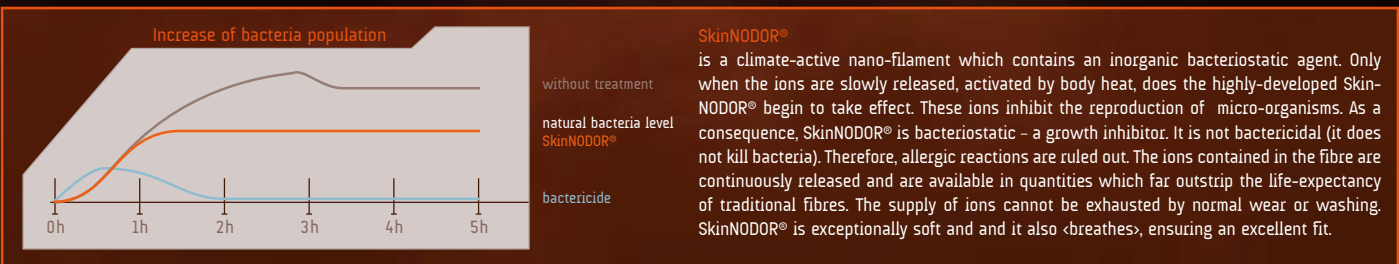 Increase of bacteria population
without treatment
natural bacteria level
SkinNODOR®
bactericide
0h 1h 2h 3h 4h 5h
SkinNODOR®
is a climate-active nano-filament which contains an inorganic bacteriostatic agent. Only
when the ions are slowly released, activated by body heat, does the highly-developed Skin-
NODOR® begin to take effect. These ions inhibit the reproduction of micro-organisms. As a
consequence, SkinNODOR® is bacteriostatic – a growth inhibitor. It is not bactericidal (it does
not kill bacteria). Therefore, allergic reactions are ruled out. The ions contained in the fibre are
continuously released and are available in quantities which far outstrip the life-expectancy
of traditional fibres. The supply of ions cannot be exhausted by normal wear or washing.
SkinNODOR® is exceptionally soft and and it also ‹breathes›, ensuring an excellent fit.